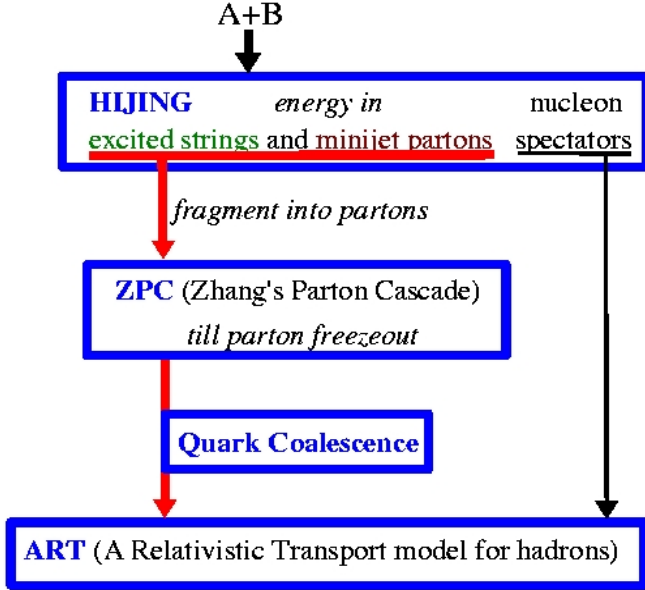 A+B
HIJING energy in nucleon
excited strings and minijet partons spectators
fragment into partons
ZPC (Zhang's Parton Cascade)
till parton freezeout
Quark Coalescence
ART (A Relativistic Transport model for hadrons)